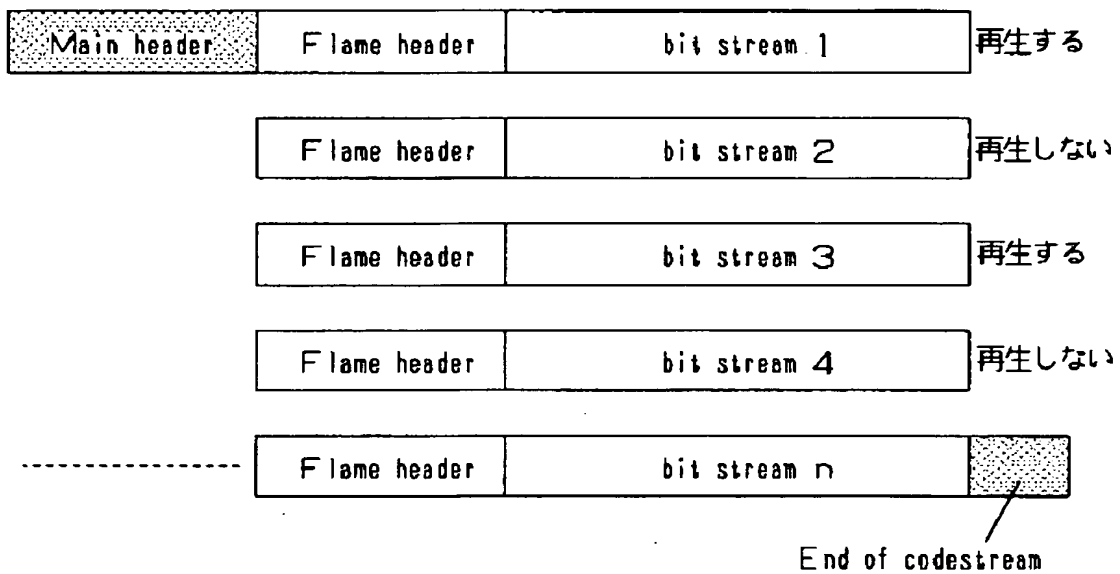 Main header Flame header bit stream 1 再生する
Flame header bit stream 2 再生しない
Flame header bit stream 3 再生する
Flame header bit stream 4 再生しない
Flame header bit stream n
End of codestream